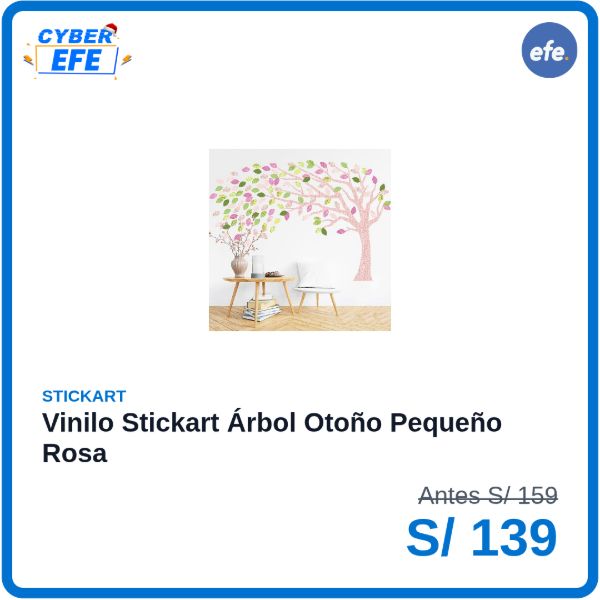 CYBER
EFE
efe.
STICKART
Vinilo Stickart Árbol Otoño Pequeño
Rosa
Antes S/ 159
S/ 139